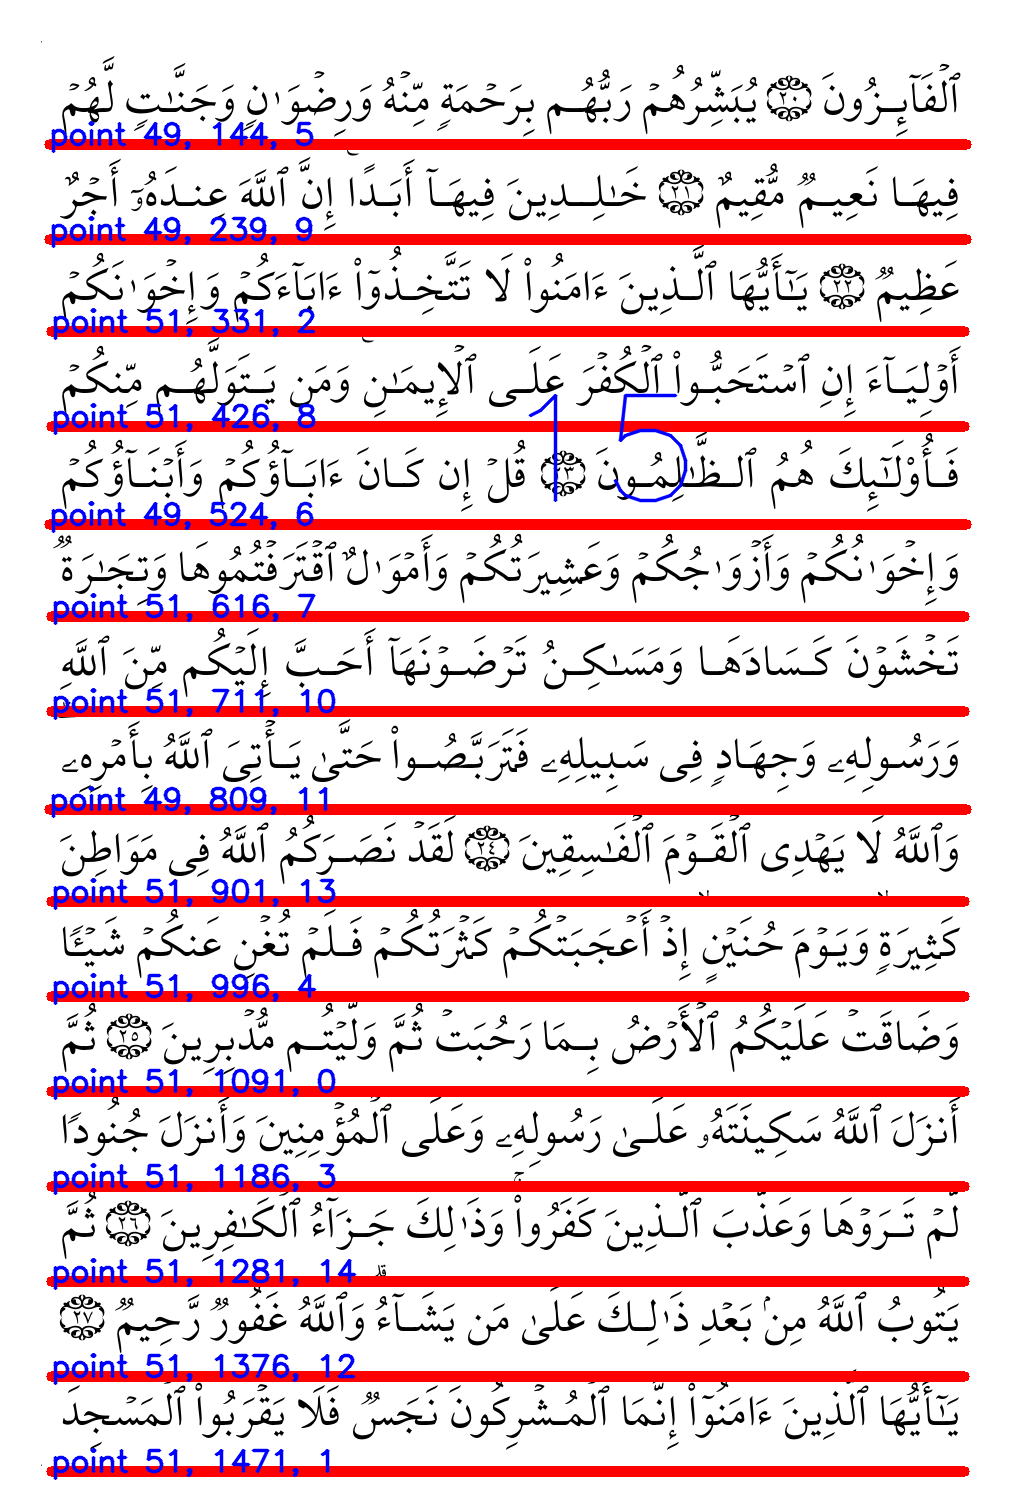 ٱلْفَآئِزُونَ ٢٠ يُبَشِّرُهُمْ رَبُّهُم بِرَحْمَةٍ مِّنْهُ وَرِضْوَٰنٍ وَجَنَّٰتٍ لَّهُمْ
point 49, 144, 5
فِيهَا نَعِيمٌ مُّقِيمٌ ٢١ خَٰلِدِينَ فِيهَآ أَبَدًا ۚ إِنَّ ٱللَّهَ عِندَهُۥٓ أَجْرٌ
point 49, 239, 9
عَظِيمٌ ٢٢ يَٰٓأَيُّهَا ٱلَّذِينَ ءَامَنُوا۟ لَا تَتَّخِذُوٓا۟ ءَابَآءَكُمْ وَإِخْوَٰنَكُمْ
point 51, 331, 2
أَوْلِيَآءَ إِنِ ٱسْتَحَبُّوا۟ ٱلْكُفْرَ عَلَى ٱلْإِيمَٰنِ ۚ وَمَن يَتَوَلَّهُم مِّنكُمْ
point 51, 426, 8
15
فَأُو۟لَٰٓئِكَ هُمُ ٱلظَّٰلِمُونَ ٢٣ قُلْ إِن كَانَ ءَابَآؤُكُمْ وَأَبْنَآؤُكُمْ
point 49, 524, 6
وَإِخْوَٰنُكُمْ وَأَزْوَٰجُكُمْ وَعَشِيرَتُكُمْ وَأَمْوَٰلٌ ٱقْتَرَفْتُمُوهَا وَتِجَٰرَةٌ
point 51, 616, 7
تَخْشَوْنَ كَسَادَهَا وَمَسَٰكِنُ تَرْضَوْنَهَآ أَحَبَّ إِلَيْكُم مِّنَ ٱللَّهِ
point 51, 711, 10
وَرَسُولِهِۦ وَجِهَادٍ فِى سَبِيلِهِۦ فَتَرَبَّصُوا۟ حَتَّىٰ يَأْتِىَ ٱللَّهُ بِأَمْرِهِۦ
point 49, 809, 11
وَٱللَّهُ لَا يَهْدِى ٱلْقَوْمَ ٱلْفَٰسِقِينَ ٢٤ لَقَدْ نَصَرَكُمُ ٱللَّهُ فِى مَوَاطِنَ
point 51, 901, 13
كَثِيرَةٍ ۙ وَيَوْمَ حُنَيْنٍ ۙ إِذْ أَعْجَبَتْكُمْ كَثْرَتُكُمْ فَلَمْ تُغْنِ عَنكُمْ شَيْـًٔا
point 51, 996, 4
وَضَاقَتْ عَلَيْكُمُ ٱلْأَرْضُ بِمَا رَحُبَتْ ثُمَّ وَلَّيْتُم مُّدْبِرِينَ ٢٥ ثُمَّ
point 51, 1091, 0
أَنزَلَ ٱللَّهُ سَكِينَتَهُۥ عَلَىٰ رَسُولِهِۦ وَعَلَى ٱلْمُؤْمِنِينَ وَأَنزَلَ جُنُودًا
point 51, 1186, 3
لَّمْ تَرَوْهَا وَعَذَّبَ ٱلَّذِينَ كَفَرُوا۟ ۚ وَذَٰلِكَ جَزَآءُ ٱلْكَٰفِرِينَ ٢٦ ثُمَّ
point 51, 1281, 14
يَتُوبُ ٱللَّهُ مِنۢ بَعْدِ ذَٰلِكَ عَلَىٰ مَن يَشَآءُ ۗ وَٱللَّهُ غَفُورٌ رَّحِيمٌ ٢٧
point 51, 1376, 12
يَٰٓأَيُّهَا ٱلَّذِينَ ءَامَنُوٓا۟ إِنَّمَا ٱلْمُشْرِكُونَ نَجَسٌ فَلَا يَقْرَبُوا۟ ٱلْمَسْجِدَ
point 51, 1471, 1